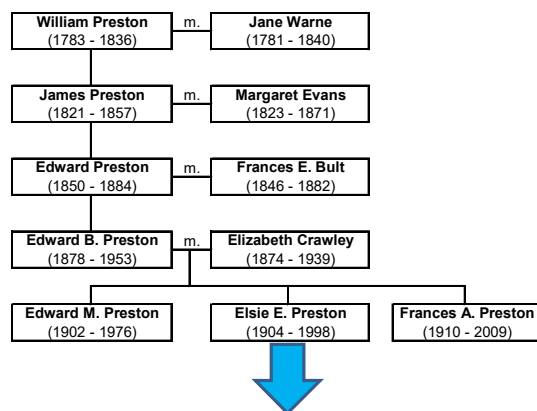 William Preston
(1783 - 1836)
m.
Jane Warne
(1781 - 1840)
James Preston
(1821 - 1857)
m.
Margaret Evans
(1823 - 1871)
Edward Preston
(1850 - 1884)
m.
Frances E. Bult
(1846 - 1882)
Edward B. Preston
(1878 - 1953)
m.
Elizabeth Crawley
(1874 - 1939)
Edward M. Preston
(1902 - 1976)
Elsie E. Preston
(1904 - 1998)
Frances A. Preston
(1910 - 2009)